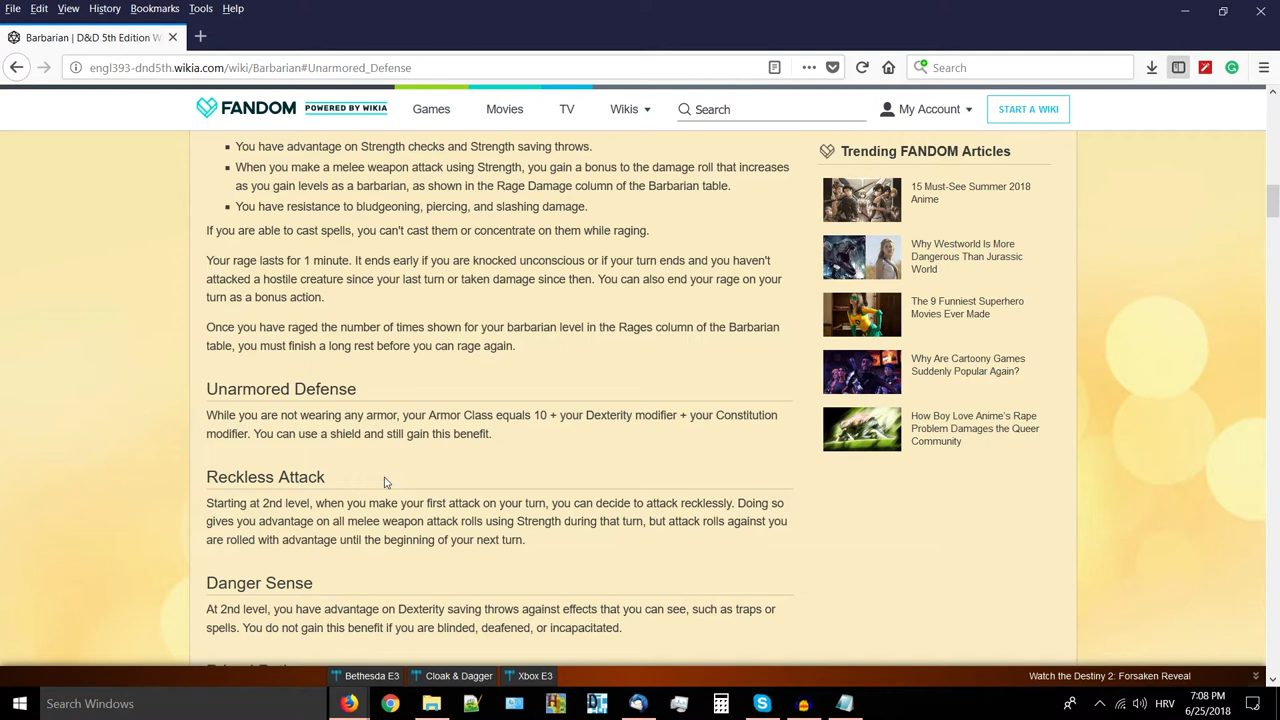 File Edit View History Bookmarks Tools Help
Barbarian | D&D 5th Edition W
engl393-dnd5th.wikia.com/wiki/Barbarian#Unarmored_Defense
Search
FANDOM POWERED BY WIKIA
Games Movies TV Wikis Search My Account START A WIKI
You have advantage on Strength checks and Strength saving throws.
When you make a melee weapon attack using Strength, you gain a bonus to the damage roll that increases
as you gain levels as a barbarian, as shown in the Rage Damage column of the Barbarian table.
You have resistance to bludgeoning, piercing, and slashing damage.
If you are able to cast spells, you can't cast them or concentrate on them while raging.
Your rage lasts for 1 minute. It ends early if you are knocked unconscious or if your turn ends and you haven't
attacked a hostile creature since your last turn or taken damage since then. You can also end your rage on your
turn as a bonus action.
Once you have raged the number of times shown for your barbarian level in the Rages column of the Barbarian
table, you must finish a long rest before you can rage again.
Unarmored Defense
While you are not wearing any armor, your Armor Class equals 10 + your Dexterity modifier + your Constitution
modifier. You can use a shield and still gain this benefit.
Reckless Attack
Starting at 2nd level, when you make your first attack on your turn, you can decide to attack recklessly. Doing so
gives you advantage on all melee weapon attack rolls using Strength during that turn, but attack rolls against you
are rolled with advantage until the beginning of your next turn.
Danger Sense
At 2nd level, you have advantage on Dexterity saving throws against effects that you can see, such as traps or
spells. You do not gain this benefit if you are blinded, deafened, or incapacitated.
Trending FANDOM Articles
15 Must-See Summer 2018
Anime
Why Westworld Is More
Dangerous Than Jurassic
World
The 9 Funniest Superhero
Movies Ever Made
Why Are Cartoony Games
Suddenly Popular Again?
How Boy Love Anime's Rape
Problem Damages the Queer
Community
Bethesda E3 Cloak & Dagger Xbox E3 Watch the Destiny 2: Forsaken Reveal
Search Windows
HRV
7:08 PM
6/25/2018